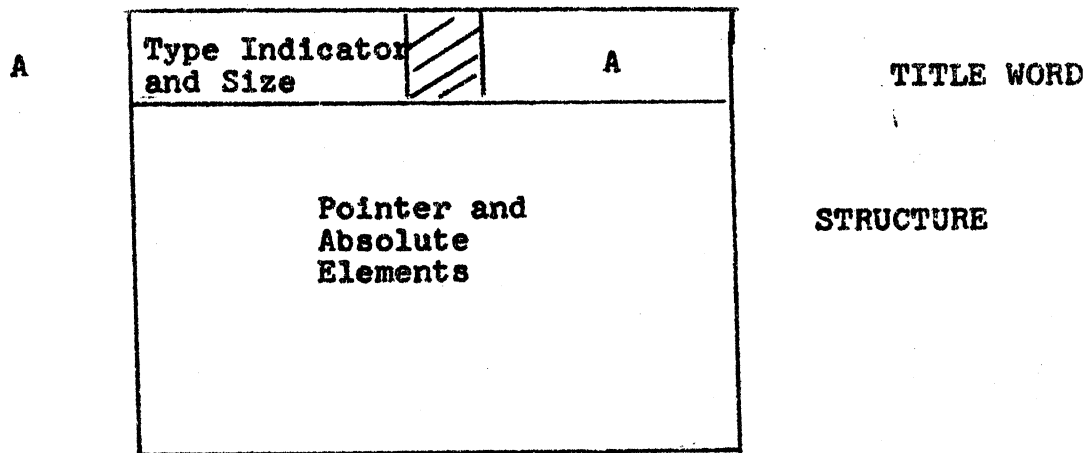 A
Type Indicator
and Size
A
TITLE WORD
Pointer and
Absolute
Elements
STRUCTURE